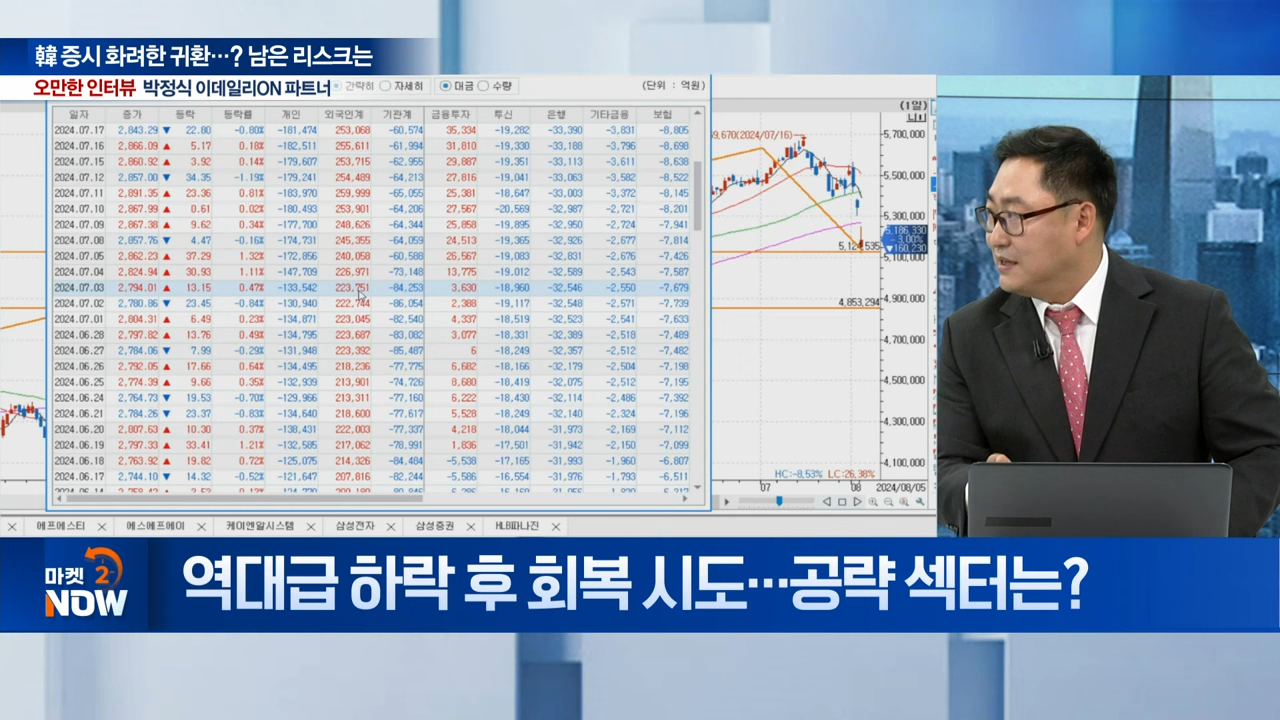 韓 증시 화려한 귀환…? 남은 리스크는
오만한 인터뷰 박정식 이데일리ON 파트너
간략히 자세히 대금 수량 (단위 : 억원)
일자 종가 등락 등락률 개인 외국인계 기관계 금융투자 투신 은행 기타금융 보험
2024.07.17 2,843.29 ▼ 22.80 -0.80% -181,474 253,068 -60,574 35,334 -19,282 -33,390 -3,831 -8,805
2024.07.16 2,866.09 ▲ 5.17 0.18% -182,511 255,611 -61,994 31,810 -19,330 -33,188 -3,796 -8,698
2024.07.15 2,860.92 ▲ 3.92 0.14% -179,607 253,715 -62,955 29,887 -19,351 -33,113 -3,611 -8,638
2024.07.12 2,857.00 ▼ 34.35 -1.19% -179,241 254,489 -64,213 27,816 -19,041 -33,063 -3,582 -8,522
2024.07.11 2,891.35 ▲ 23.36 0.81% -183,970 259,999 -65,055 25,381 -18,647 -33,003 -3,372 -8,145
2024.07.10 2,867.99 ▲ 0.61 0.02% -180,493 253,901 -64,206 27,567 -20,569 -32,987 -2,721 -8,201
2024.07.09 2,867.38 ▲ 9.62 0.34% -177,700 248,626 -64,344 25,858 -19,895 -32,950 -2,724 -7,941
2024.07.08 2,857.76 ▼ 4.47 -0.16% -174,731 245,355 -64,059 24,513 -19,365 -32,926 -2,677 -7,814
2024.07.05 2,862.23 ▲ 37.29 1.32% -172,856 240,058 -60,588 26,567 -19,083 -32,831 -2,676 -7,426
2024.07.04 2,824.94 ▲ 30.93 1.11% -147,709 226,971 -73,148 13,775 -19,012 -32,589 -2,543 -7,587
2024.07.03 2,794.01 ▲ 13.15 0.47% -133,542 223,751 -84,253 3,630 -18,960 -32,546 -2,550 -7,679
2024.07.02 2,780.86 ▼ 23.45 -0.84% -130,940 222,744 -86,054 2,388 -19,117 -32,548 -2,571 -7,739
2024.07.01 2,804.31 ▲ 6.49 0.23% -134,871 223,045 -82,540 4,337 -18,519 -32,523 -2,541 -7,633
2024.06.28 2,797.82 ▲ 13.76 0.49% -134,795 223,687 -83,082 3,077 -18,331 -32,389 -2,518 -7,489
2024.06.27 2,784.06 ▼ 7.99 -0.29% -131,948 223,392 -85,487 6 -18,249 -32,357 -2,512 -7,482
2024.06.26 2,792.05 ▲ 17.66 0.64% -134,495 218,236 -77,775 6,682 -18,166 -32,179 -2,504 -7,198
2024.06.25 2,774.39 ▲ 9.66 0.35% -132,939 213,901 -74,726 8,680 -18,419 -32,075 -2,512 -7,195
2024.06.24 2,764.73 ▼ 19.53 -0.70% -129,966 213,311 -77,160 6,222 -18,430 -32,114 -2,486 -7,392
2024.06.21 2,784.26 ▼ 23.37 -0.83% -134,640 218,600 -77,617 5,528 -18,249 -32,140 -2,324 -7,196
2024.06.20 2,807.63 ▲ 10.30 0.37% -138,431 222,003 -77,337 4,218 -18,044 -31,973 -2,169 -7,112
2024.06.19 2,797.33 ▲ 33.41 1.21% -132,585 217,062 -78,991 1,836 -17,501 -31,942 -2,150 -7,099
2024.06.18 2,763.92 ▲ 19.82 0.72% -125,075 214,326 -84,484 -5,538 -17,165 -31,993 -1,960 -6,807
2024.06.17 2,744.10 ▼ 14.32 -0.52% -121,647 207,816 -82,244 -5,586 -16,554 -31,976 -1,793 -6,511
(1일)
9,670(2024/07/16)
5,700,000
5,500,000
5,300,000
5,186,330
3.00%
▼160,230
5,100,000
4,900,000
4,853,294
4,700,000
4,500,000
4,300,000
4,100,000
HC:-8.53% LC:26.38%
07 08 2024/08/05
에프에스티 에스에프에이 케이엔알시스템 삼성전자 삼성증권 HLB파나진
마켓 2 NOW
역대급 하락 후 회복 시도…공략 섹터는?